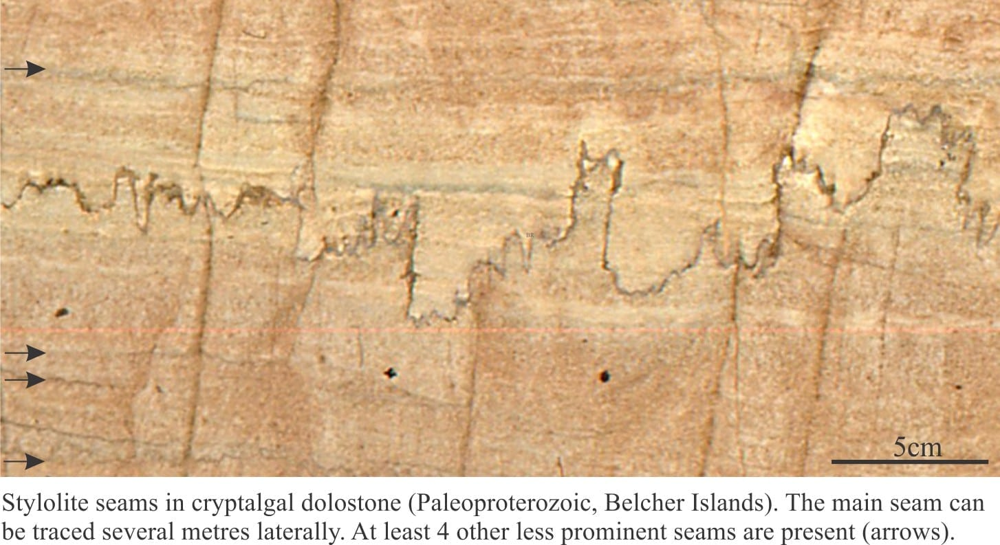 BR
5cm
Stylolite seams in cryptalgal dolostone (Paleoproterozoic, Belcher Islands). The main seam can
be traced several metres laterally. At least 4 other less prominent seams are present (arrows).